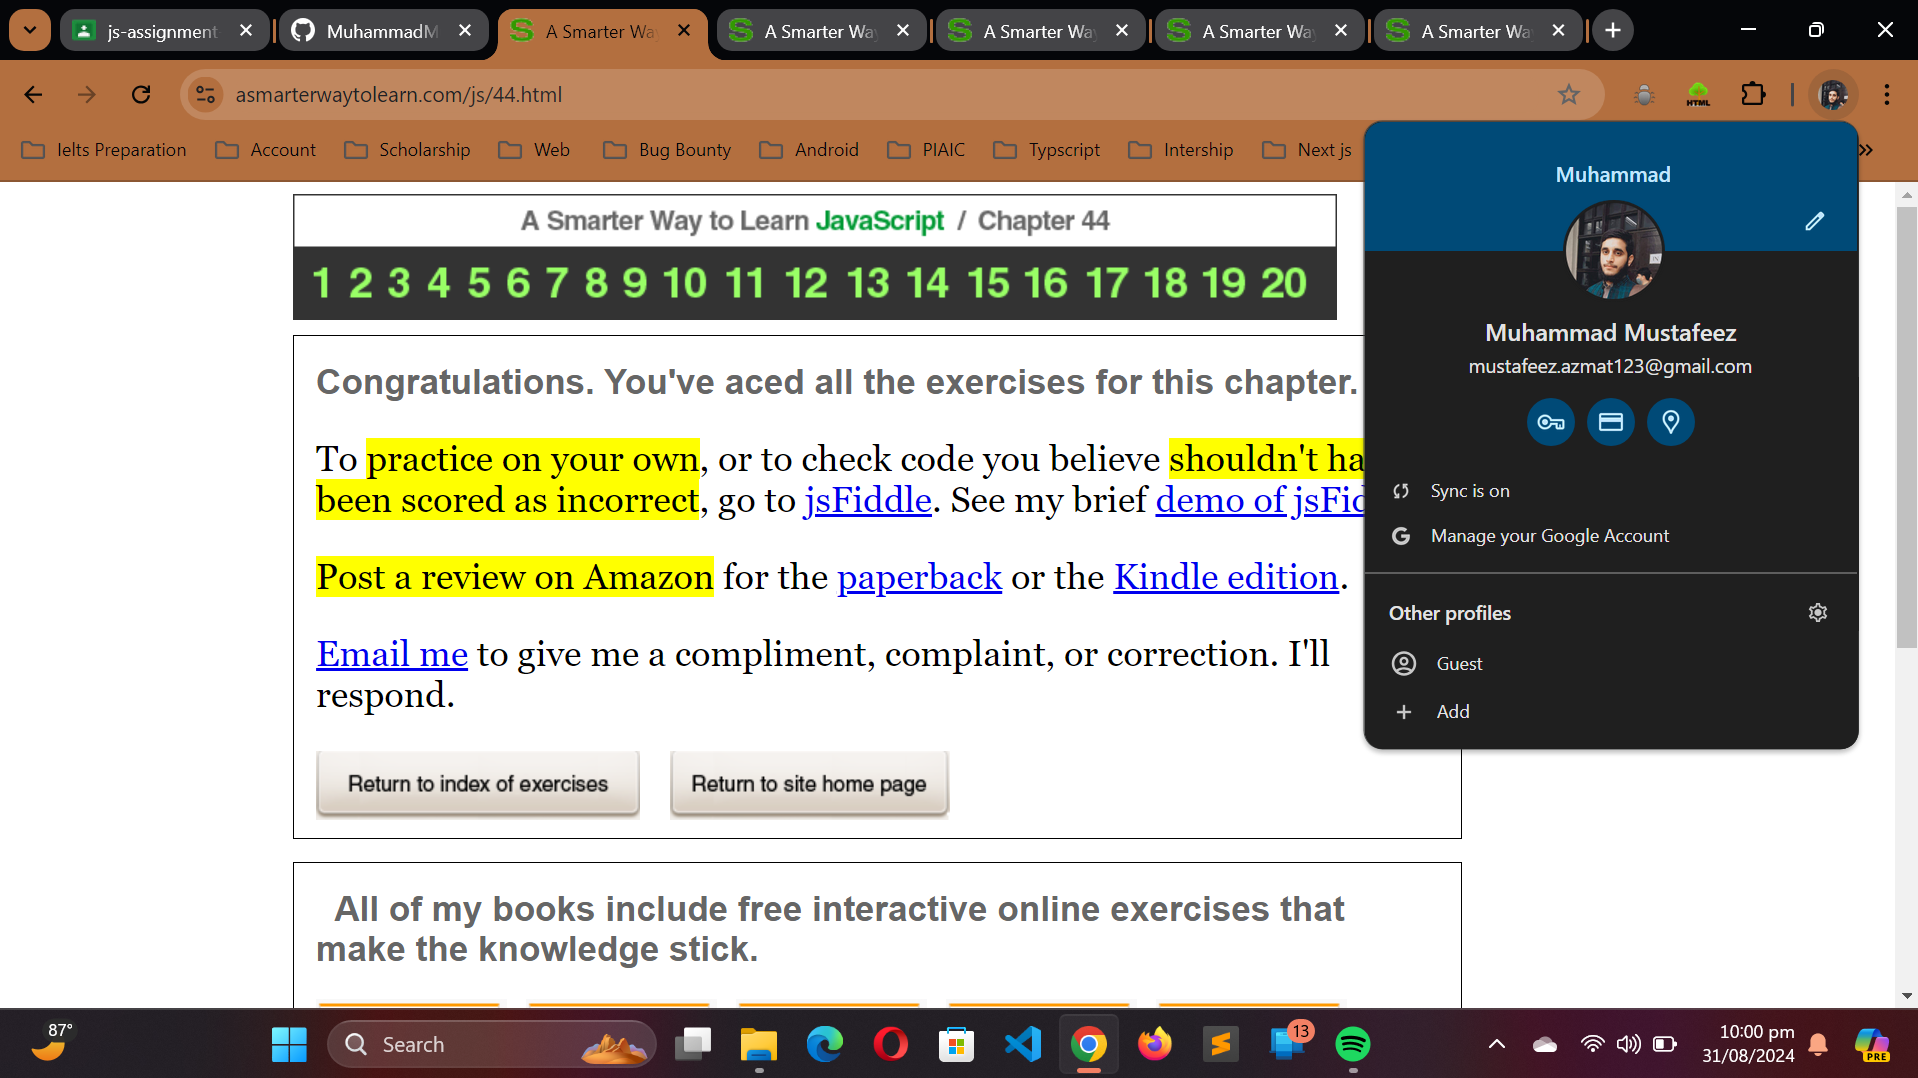 js-assignment
MuhammadM
A Smarter Wa
A Smarter Wa
A Smarter Wa
A Smarter Wa
A Smarter Wa
asmarterwaytolearn.com/js/44.html
HTML
Ielts Preparation
Account
Scholarship
Web
Bug Bounty
Android
PIAIC
Typscript
Intership
Next js
A Smarter Way to Learn JavaScript / Chapter 44
1 2 3 4 5 6 7 8 9 10 11 12 13 14 15 16 17 18 19 20
Congratulations. You've aced all the exercises for this chapter.
To practice on your own, or to check code you believe shouldn't ha
been scored as incorrect, go to jsFiddle. See my brief demo of jsFid
Post a review on Amazon for the paperback or the Kindle edition.
Email me to give me a compliment, complaint, or correction. I'll
respond.
Return to index of exercises
Return to site home page
All of my books include free interactive online exercises that
make the knowledge stick.
Muhammad
Muhammad Mustafeez
mustafeez.azmat123@gmail.com
Sync is on
Manage your Google Account
Other profiles
Guest
Add
87°
Search
13
10:00 pm
31/08/2024
PRE